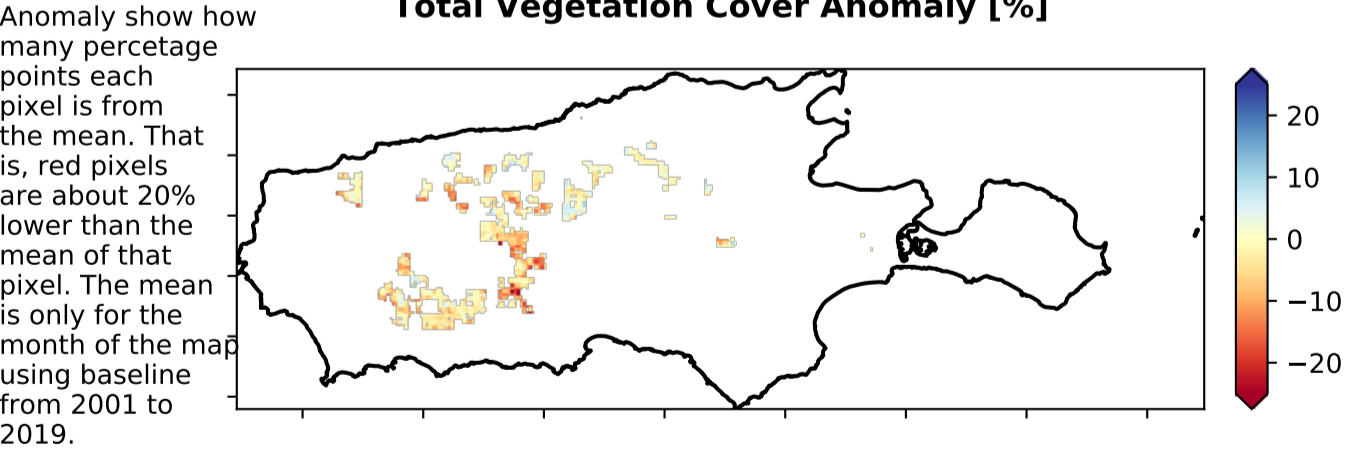 Total Vegetation Cover Anomaly [%]
Anomaly show how
many percetage
points each
pixel is from
the mean. That
is, red pixels
are about 20%
lower than the
mean of that
pixel. The mean
is only for the
month of the map
using baseline
from 2001 to
2019.
20
10
0
−10
−20